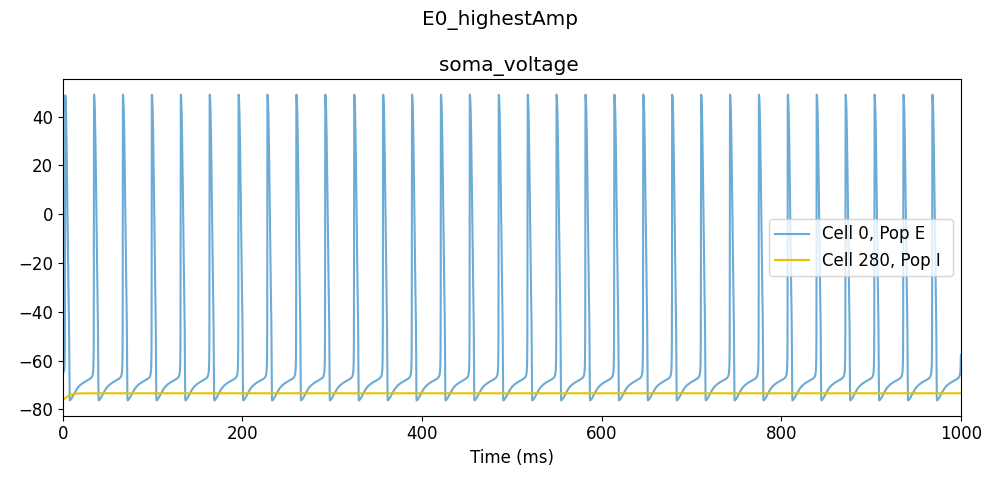 E0_highestAmp
soma_voltage
40
20
0
−20
−40
−60
−80
Cell 0, Pop E
Cell 280, Pop I
0 200 400 600 800 1000
Time (ms)